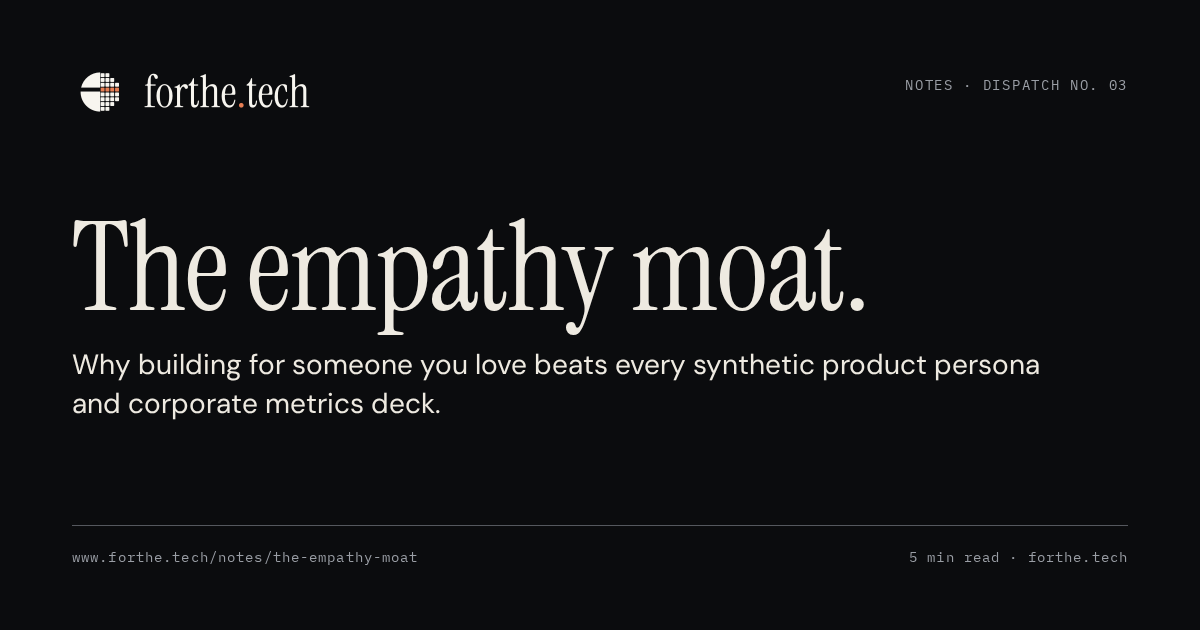 forthe.tech
NOTES · DISPATCH NO. 03
The empathy moat.
Why building for someone you love beats every synthetic product persona
and corporate metrics deck.
www.forthe.tech/notes/the-empathy-moat
5 min read · forthe.tech